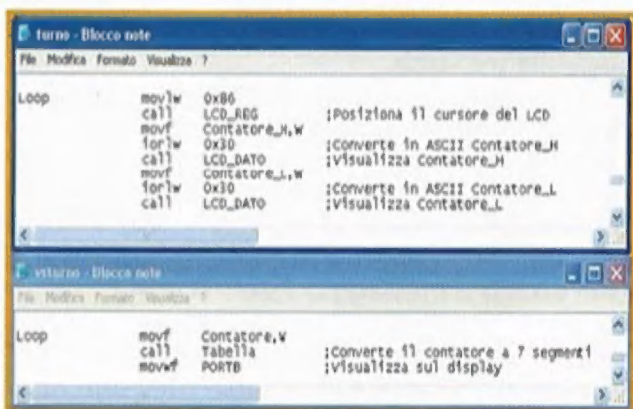 turno - Blocco note
File Modifica Formato Visualizza ?
Loop movlw 0x86
call LCD_REG ;Posiziona il cursore del LCD
movf Contatore_H,W
iorlw 0x30 ;Converte in ASCII Contatore_H
call LCD_DATO ;Visualizza Contatore_H
movf Contatore_L,W
iorlw 0x30 ;Converte in ASCII Contatore_L
call LCD_DATO ;Visualizza Contatore_L
vsturno - Blocco note
File Modifica Formato Visualizza ?
Loop movf Contatore,W
call Tabella ;Converte il contatore a 7 segmenti
movwf PORTB ;Visualizza sul display